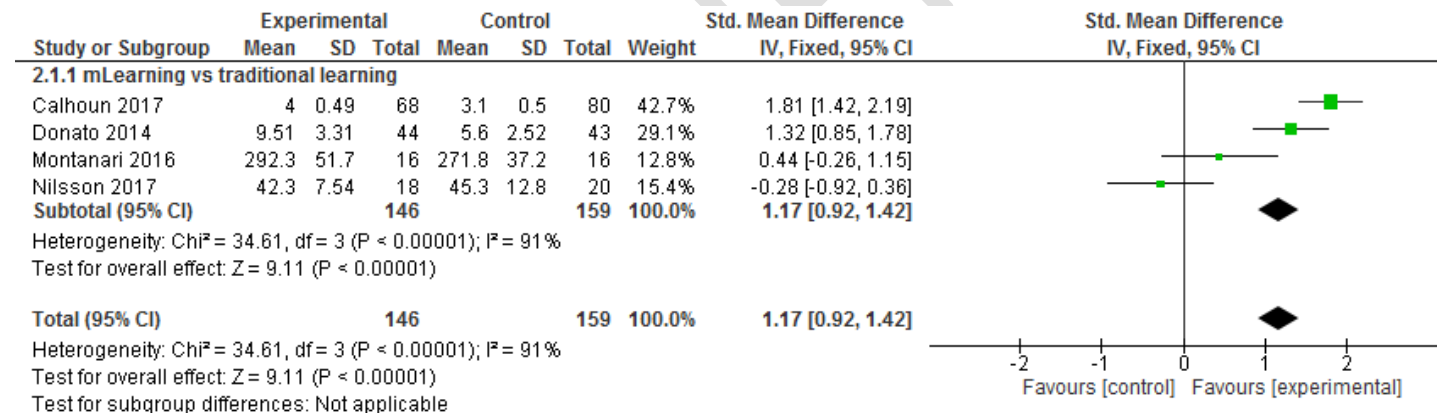 Experimental Control Std. Mean Difference Std. Mean Difference
Study or Subgroup Mean SD Total Mean SD Total Weight IV, Fixed, 95% CI IV, Fixed, 95% CI
2.1.1 mLearning vs traditional learning
Calhoun 2017 4 0.49 68 3.1 0.5 80 42.7% 1.81 [1.42, 2.19]
Donato 2014 9.51 3.31 44 5.6 2.52 43 29.1% 1.32 [0.85, 1.78]
Montanari 2016 292.3 51.7 16 271.8 37.2 16 12.8% 0.44 [-0.26, 1.15]
Nilsson 2017 42.3 7.54 18 45.3 12.8 20 15.4% -0.28 [-0.92, 0.36]
Subtotal (95% CI) 146 159 100.0% 1.17 [0.92, 1.42]
Heterogeneity: Chi² = 34.61, df = 3 (P < 0.00001); I² = 91%
Test for overall effect: Z = 9.11 (P < 0.00001)
Total (95% CI) 146 159 100.0% 1.17 [0.92, 1.42]
Heterogeneity: Chi² = 34.61, df = 3 (P < 0.00001); I² = 91%
Test for overall effect: Z = 9.11 (P < 0.00001)
Test for subgroup differences: Not applicable
-2 -1 0 1 2
Favours [control] Favours [experimental]